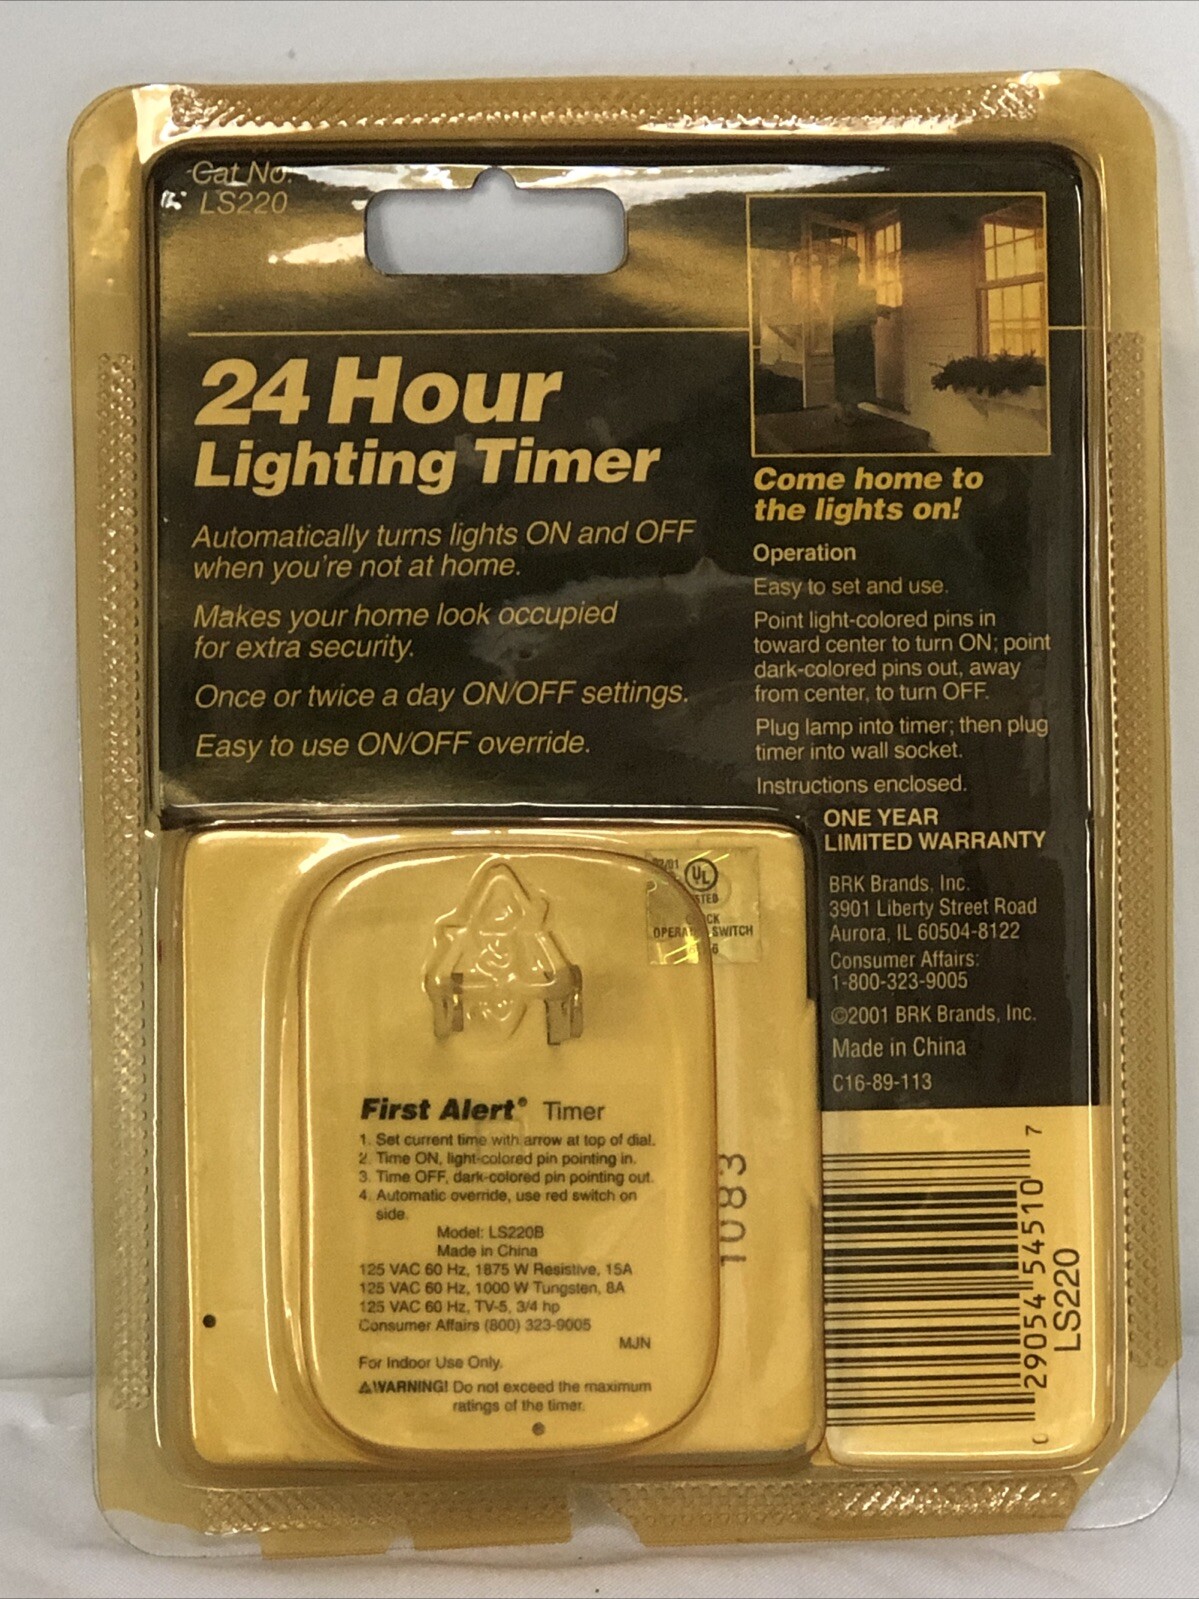 Cat No.
LS220
24 Hour
Lighting Timer
Automatically turns lights ON and OFF
when you're not at home.
Makes your home look occupied
for extra security.
Once or twice a day ON/OFF settings.
Easy to use ON/OFF override.
Come home to
the lights on!
Operation
Easy to set and use.
Point light-colored pins in
toward center to turn ON; point
dark-colored pins out, away
from center, to turn OFF.
Plug lamp into timer; then plug
timer into wall socket.
Instructions enclosed.
ONE YEAR
LIMITED WARRANTY
BRK Brands, Inc.
3901 Liberty Street Road
Aurora, IL 60504-8122
Consumer Affairs:
1-800-323-9005
©2001 BRK Brands, Inc.
Made in China
C16-89-113
UL
SWITCH
First Alert® Timer
1. Set current time with arrow at top of dial.
2. Time ON, light-colored pin pointing in.
3. Time OFF, dark-colored pin pointing out.
4. Automatic override, use red switch on
side.
Model: LS220B
Made in China
125 VAC 60 Hz, 1875 W Resistive, 15A
125 VAC 60 Hz, 1000 W Tungsten, 8A
125 VAC 60 Hz, TV-5, 3/4 hp
Consumer Affairs (800) 323-9005
MJN
For Indoor Use Only.
⚠WARNING! Do not exceed the maximum
ratings of the timer.
1083
0 29054 54510 7
LS220